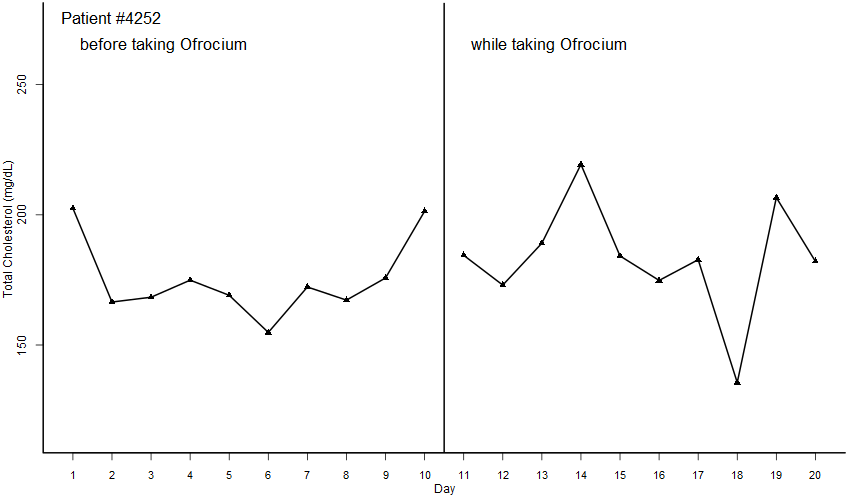 Patient #4252
before taking Ofrocium
while taking Ofrocium
Total Cholesterol (mg/dL)
250
200
150
1 2 3 4 5 6 7 8 9 10 11 12 13 14 15 16 17 18 19 20
Day